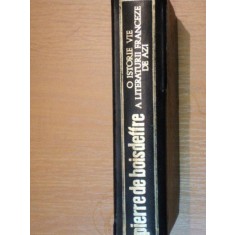 O ISTORIE VIE
A LITERATURII FRANCEZE
DE AZI
pierre de boisdeffre